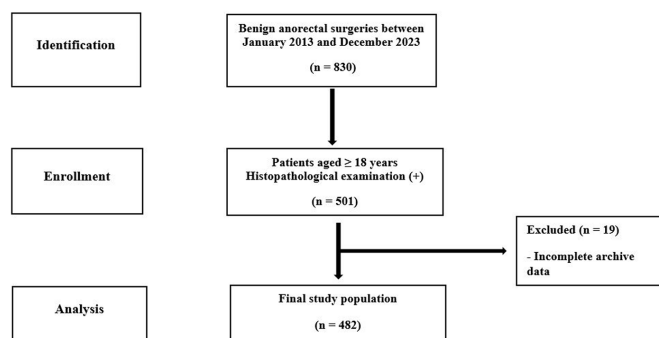 Identification
Benign anorectal surgeries between
January 2013 and December 2023
(n = 830)
Enrollment
Patients aged ≥ 18 years
Histopathological examination (+)
(n = 501)
Excluded (n = 19)
- Incomplete archive
data
Analysis
Final study population
(n = 482)